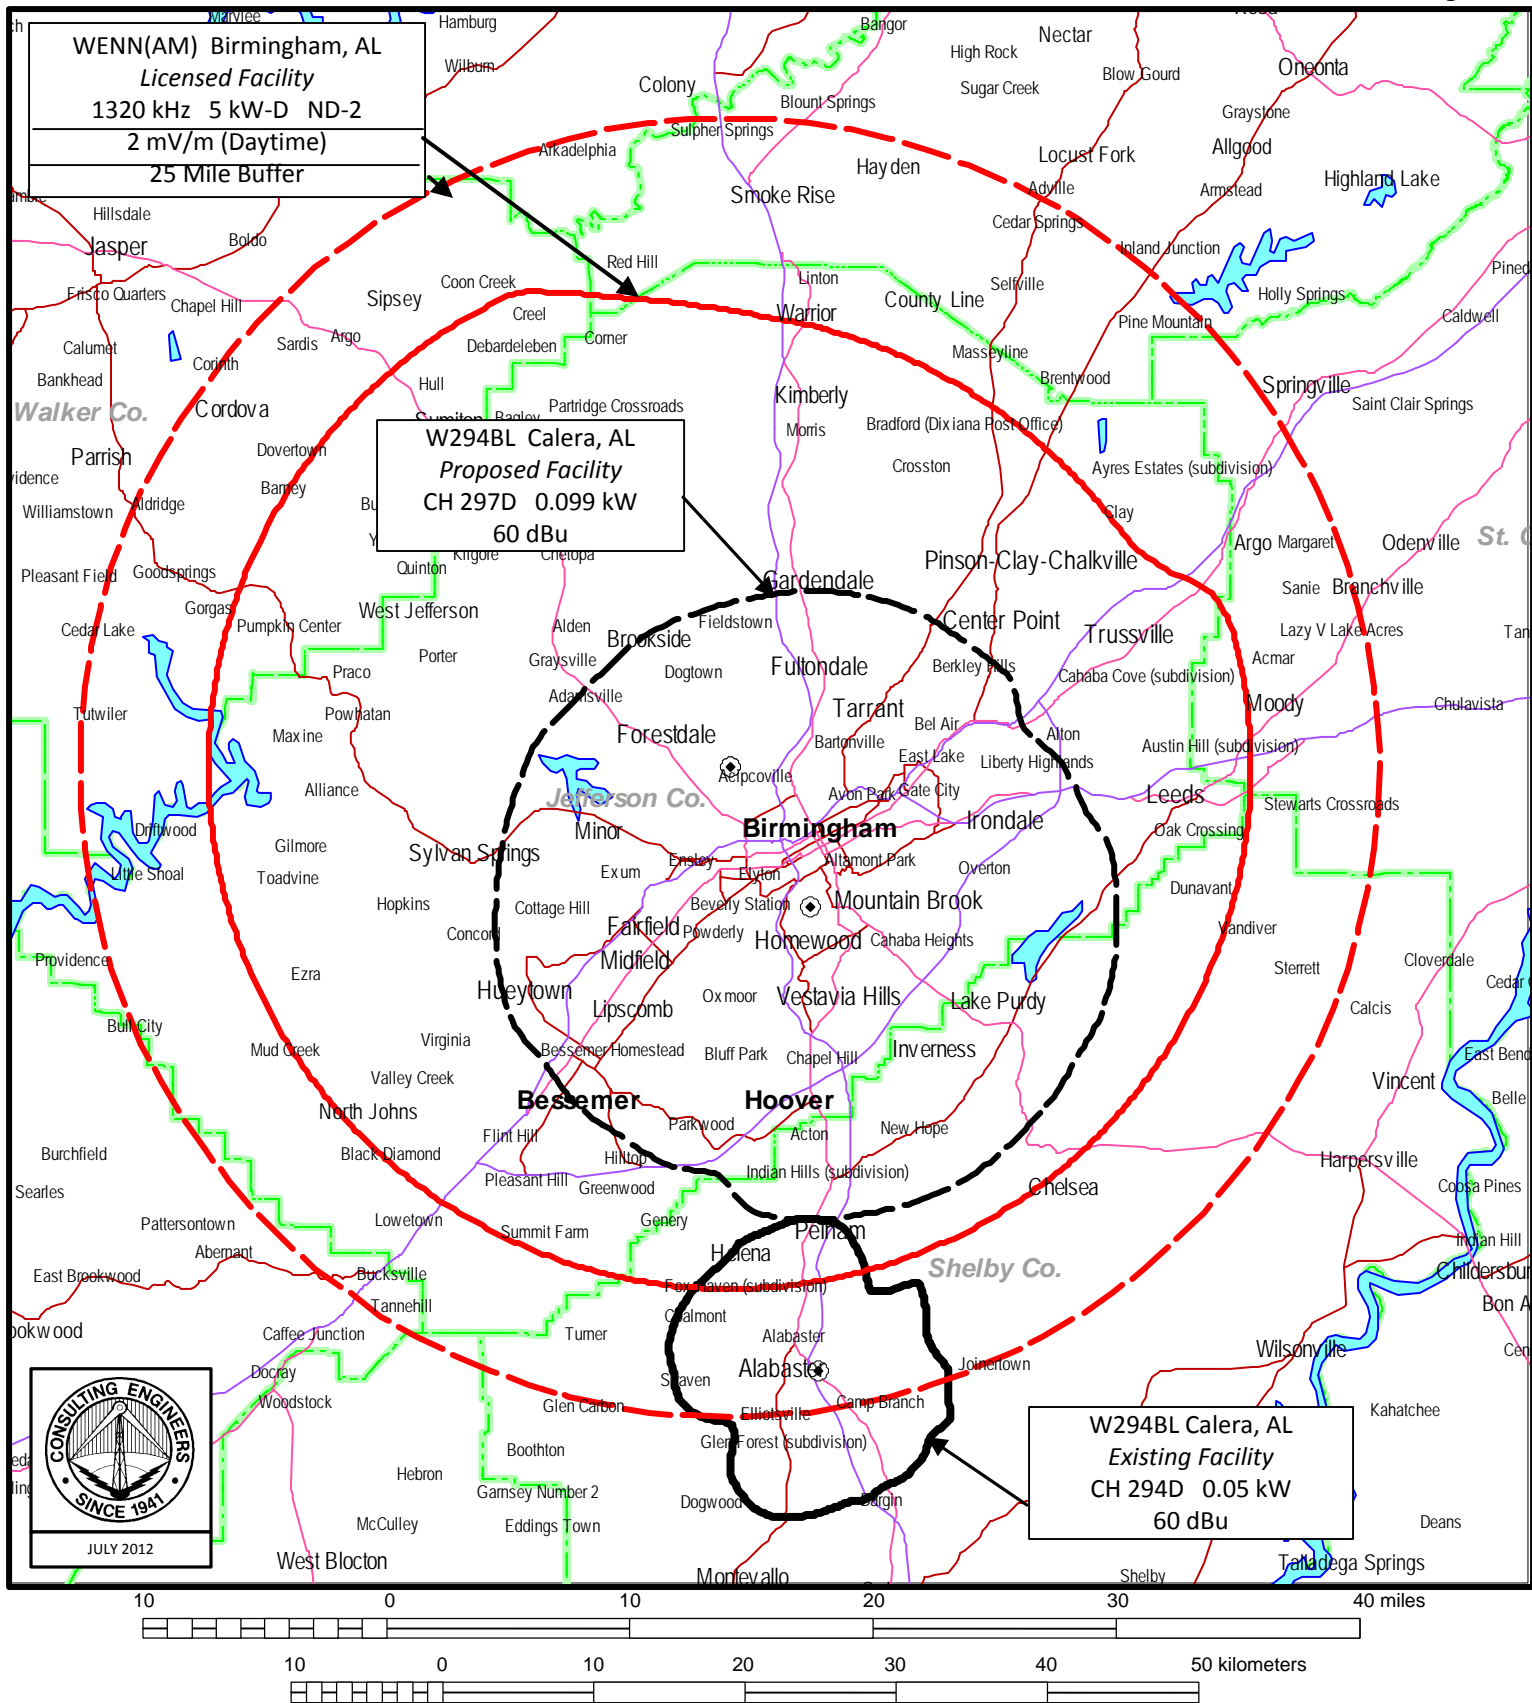 Marylee
Hamburg
Bangor
Nectar
WENN(AM) Birmingham, AL
Licensed Facility
1320 kHz 5 kW-D ND-2
2 mV/m (Daytime)
25 Mile Buffer
Wilburn
Colony
High Rock
Blow Gourd
Oneonta
Sugar Creek
Blount Springs
Graystone
Sulpher Springs
Arkadelphia
Hayden
Locust Fork
Allgood
Smoke Rise
Adville
Armstead
Highland Lake
Hillsdale
Cedar Springs
Jasper
Boldo
Inland Junction
Red Hill
Coon Creek
Linton
Selfville
Frisco Quarters
Chapel Hill
Sipsey
County Line
Holly Springs
Creel
Warrior
Pine Mountain
Caldwell
Calumet
Sardis
Argo
Debardeleben
Corner
Masseyline
Bankhead
Corinth
Hull
Brentwood
Springville
Walker Co.
Cordova
Partridge Crossroads
Kimberly
Saint Clair Springs
Sumiton
Bagley
Morris
Bradford (Dixiana Post Office)
W294BL Calera, AL
Proposed Facility
CH 297D 0.099 kW
60 dBu
Parrish
Dovertown
Crosston
Ayres Estates (subdivision)
Barney
Williamstown
Aldridge
Clay
Argo
Margaret
Odenville
Kilgore
Chetopa
Pleasant Field
Goodsprings
Quinton
Gardendale
Pinson-Clay-Chalkville
Sanie
Branchville
Gorgas
West Jefferson
Cedar Lake
Pumpkin Center
Alden
Brookside
Fieldstown
Center Point
Trussville
Lazy V Lake Acres
Porter
Graysville
Dogtown
Fultondale
Berkley Hills
Acmar
Praco
Cahaba Cove (subdivision)
Adamsville
Tutwiler
Powhatan
Tarrant
Moody
Chulavista
Maxine
Forestdale
Bel Air
Alton
Bartonville
East Lake
Liberty Highlands
Austin Hill (subdivision)
Acipcoville
Alliance
Jefferson Co.
Avon Park
Gate City
Leeds
Stewarts Crossroads
Driftwood
Minor
Birmingham
Irondale
Oak Crossing
Gilmore
Sylvan Springs
Little Shoal
Toadvine
Exum
Ensley
Elyton
Altamont Park
Overton
Dunavant
Hopkins
Cottage Hill
Beverly Station
Mountain Brook
Concord
Fairfield
Powderly
Homewood
Cahaba Heights
Vandiver
Providence
Ezra
Midfield
Sterrett
Cloverdale
Hueytown
Lipscomb
Oxmoor
Vestavia Hills
Lake Purdy
Cedar
Calcis
Bull City
Mud Creek
Virginia
Bessemer Homestead
Bluff Park
Chapel Hill
Inverness
East Bend
Valley Creek
Vincent
North Johns
Bessemer
Hoover
Belle
Flint Hill
Parkwood
Acton
New Hope
Burchfield
Black Diamond
Hilltop
Indian Hills (subdivision)
Harpersville
Searles
Pleasant Hill
Greenwood
Chelsea
Coosa Pines
Pattersontown
Lowetown
Summit Farm
Genery
Pelham
Abernant
Helena
Indian Hill
East Brookwood
Bucksville
Fox Haven (subdivision)
Shelby Co.
Childersbur
Tannehill
Coalmont
Bon A
ookwood
Caffee Junction
Turner
Alabaster
Wilsonville
Docray
Alabaster
Joinertown
Woodstock
Glen Carbon
Camp Branch
Elliotsville
Kahatchee
W294BL Calera, AL
Existing Facility
CH 294D 0.05 kW
60 dBu
Boothton
Glen Forest (subdivision)
Hebron
Garnsey Number 2
Dogwood
Bargin
McCulley
Eddings Town
Deans
West Blocton
Montevallo
Shelby
Talladega Springs
CONSULTING ENGINEERS
SINCE 1941
JULY 2012
10 0 10 20 30 40 miles
10 0 10 20 30 40 50 kilometers